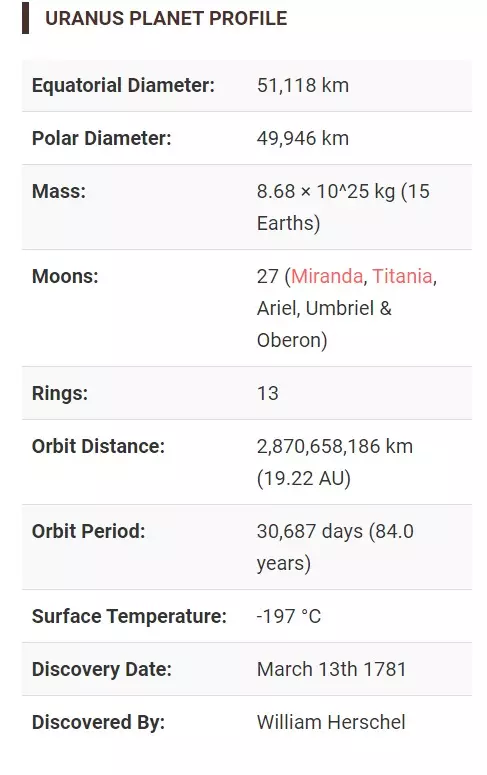 URANUS PLANET PROFILE
Equatorial Diameter: 51,118 km
Polar Diameter: 49,946 km
Mass: 8.68 × 10^25 kg (15
Earths)
Moons: 27 (Miranda, Titania,
Ariel, Umbriel &
Oberon)
Rings: 13
Orbit Distance: 2,870,658,186 km
(19.22 AU)
Orbit Period: 30,687 days (84.0
years)
Surface Temperature: -197 °C
Discovery Date: March 13th 1781
Discovered By: William Herschel